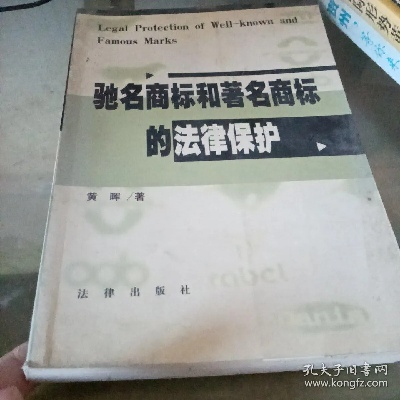 Legal Protection of Well-known and
Famous Marks
驰名商标和著名商标
的法律保护
黄晖／著
法律出版社
孔夫子旧书网
www.kongfz.com